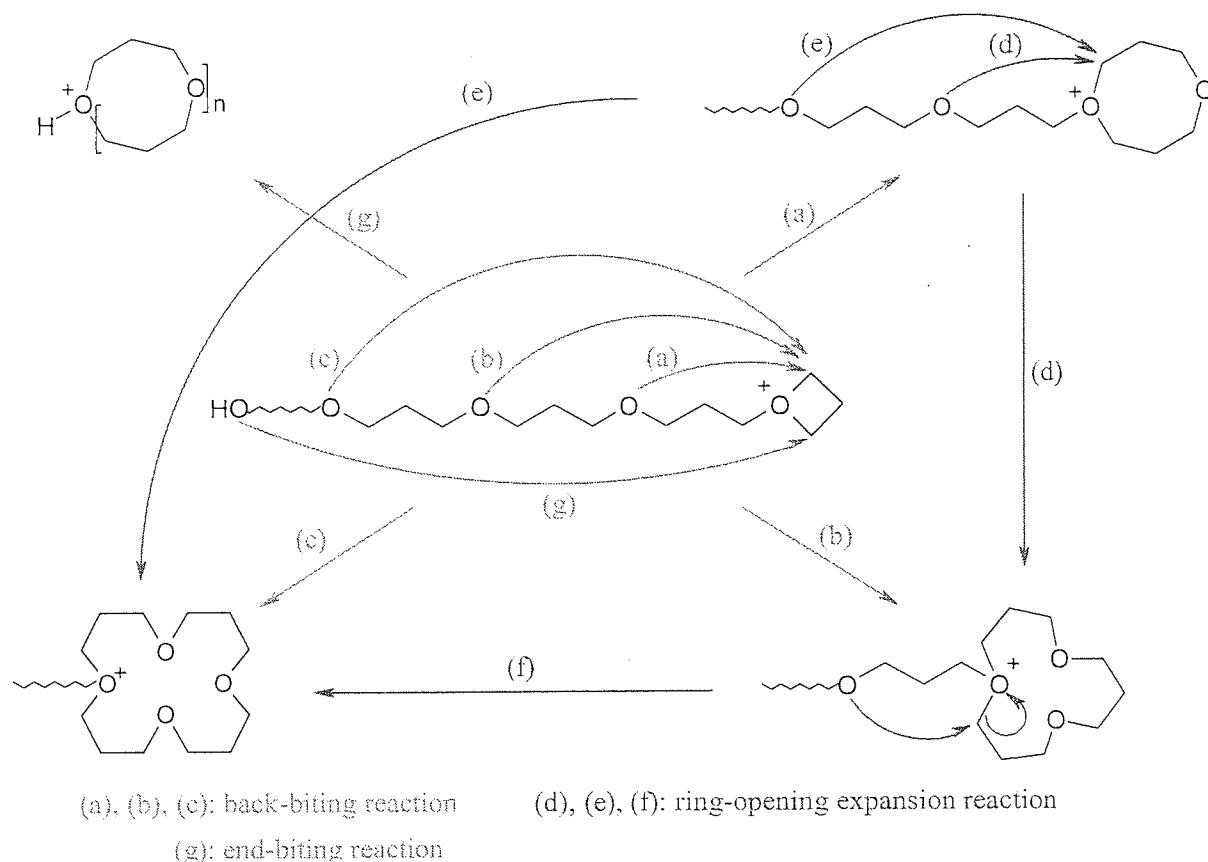 (e)
(d)
O
O
n
+
O
H
(e)
O
O
+
O
O
(g)
(a)
(c)
(b)
(a)
+
HO
O
O
O
O
(d)
(g)
(c)
(b)
O
+
O
O
O
(f)
O
+
O
O
O
(a), (b), (c): back-biting reaction
(d), (e), (f): ring-opening expansion reaction
(g): end-biting reaction